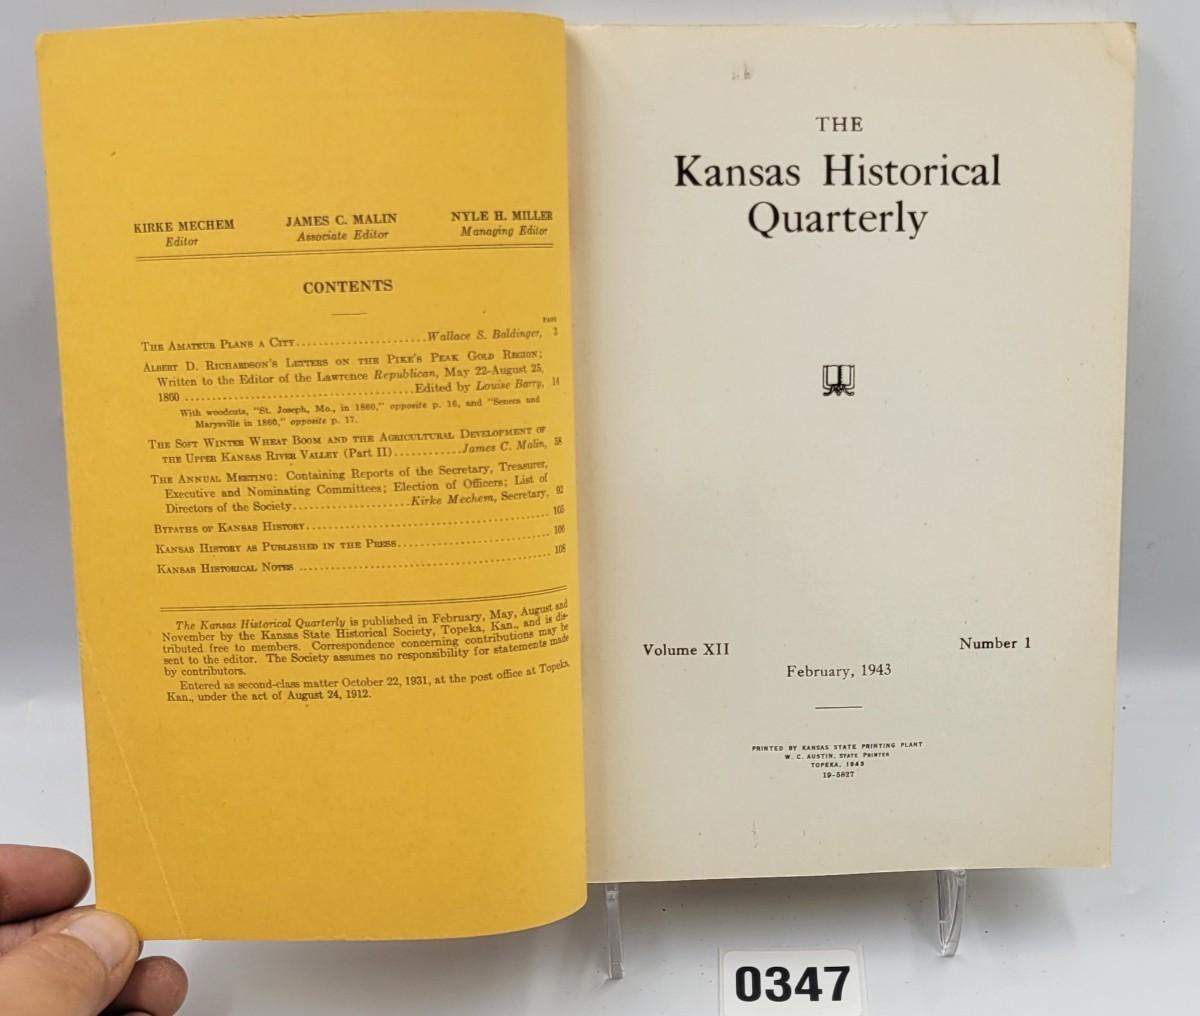 KIRKE MECHEM JAMES C. MALIN NYLE H. MILLER
Editor Associate Editor Managing Editor
CONTENTS
PAGE
The Amateur Plans a City........................Wallace S. Baldinger, 3
Albert D. Richardson's Letters on the Pike's Peak Gold Region;
Written to the Editor of the Lawrence Republican, May 22-August 25,
1860 ..........................................Edited by Louise Barry, 14
With woodcuts, "St. Joseph, Mo., in 1860," opposite p. 16, and "Seneca and
Marysville in 1860," opposite p. 17.
The Soft Winter Wheat Boom and the Agricultural Development of
the Upper Kansas River Valley (Part II)............James C. Malin, 58
The Annual Meeting: Containing Reports of the Secretary, Treasurer,
Executive and Nominating Committees; Election of Officers; List of
Directors of the Society.....................Kirke Mechem, Secretary, 92
Bypaths of Kansas History............................................ 105
Kansas History as Published in the Press............................. 106
Kansas Historical Notes ............................................. 108
The Kansas Historical Quarterly is published in February, May, August and
November by the Kansas State Historical Society, Topeka, Kan., and is dis-
tributed free to members. Correspondence concerning contributions may be
sent to the editor. The Society assumes no responsibility for statements made
by contributors.
Entered as second-class matter October 22, 1931, at the post office at Topeka,
Kan., under the act of August 24, 1912.
THE
Kansas Historical
Quarterly
Volume XII Number 1
February, 1943
PRINTED BY KANSAS STATE PRINTING PLANT
W. C. AUSTIN, STATE PRINTER
TOPEKA, 1943
19-5827
0347